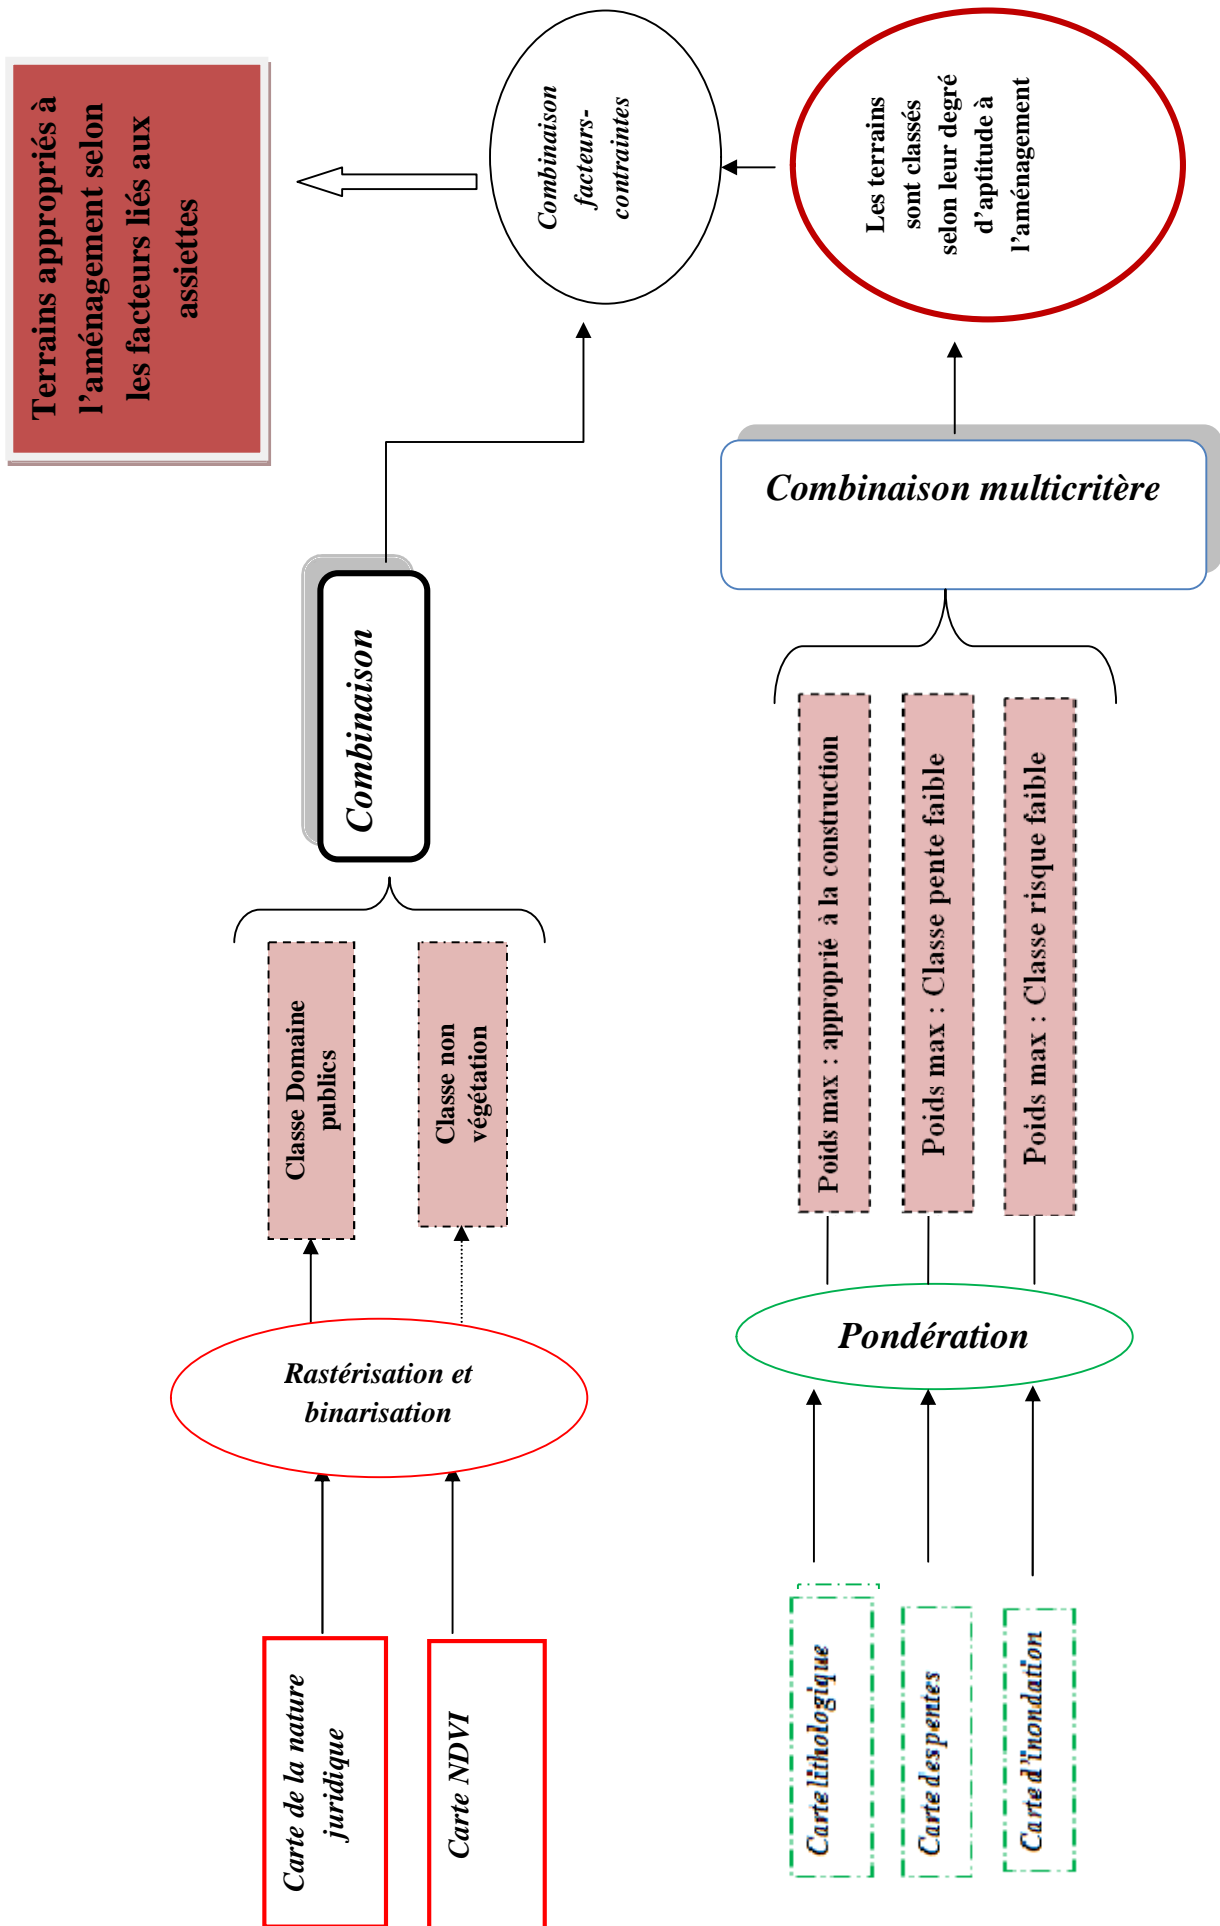 Terrains appropriés à
l’aménagement selon
les facteurs liés aux
assiettes
Combinaison
facteurs-
contraintes
Les terrains
sont classés
selon leur degré
d’aptitude à
l’aménagement
Combinaison
Combinaison multicritère
Classe Domaine
publics
Classe non
végétation
Poids max : approprié à la construction
Poids max : Classe pente faible
Poids max : Classe risque faible
Rastérisation et
binarisation
Pondération
Carte de la nature
juridique
Carte NDVI
Carte lithologique
Carte des pentes
Carte d’inondation